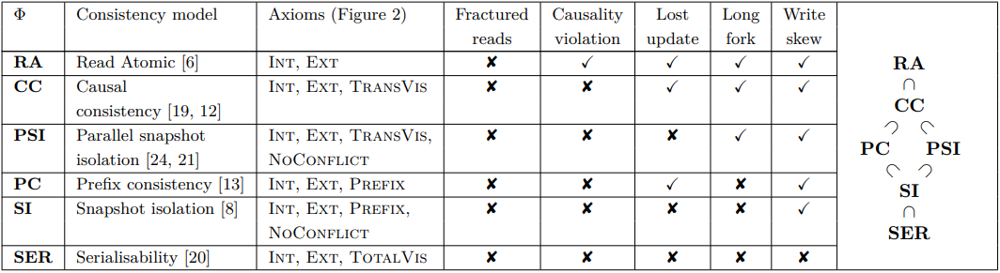 Φ Consistency model Axioms (Figure 2) Fractured reads Causality violation Lost update Long fork Write skew
RA Read Atomic [6] Int, Ext ✘ ✓ ✓ ✓ ✓
CC Causal consistency [19, 12] Int, Ext, TransVis ✘ ✘ ✓ ✓ ✓
PSI Parallel snapshot isolation [24, 21] Int, Ext, TransVis, NoConflict ✘ ✘ ✘ ✓ ✓
PC Prefix consistency [13] Int, Ext, Prefix ✘ ✘ ✓ ✘ ✓
SI Snapshot isolation [8] Int, Ext, Prefix, NoConflict ✘ ✘ ✘ ✘ ✓
SER Serialisability [20] Int, Ext, TotalVis ✘ ✘ ✘ ✘ ✘
RA
∩
CC
∩ ∩
PC PSI
∩ ∩
SI
∩
SER